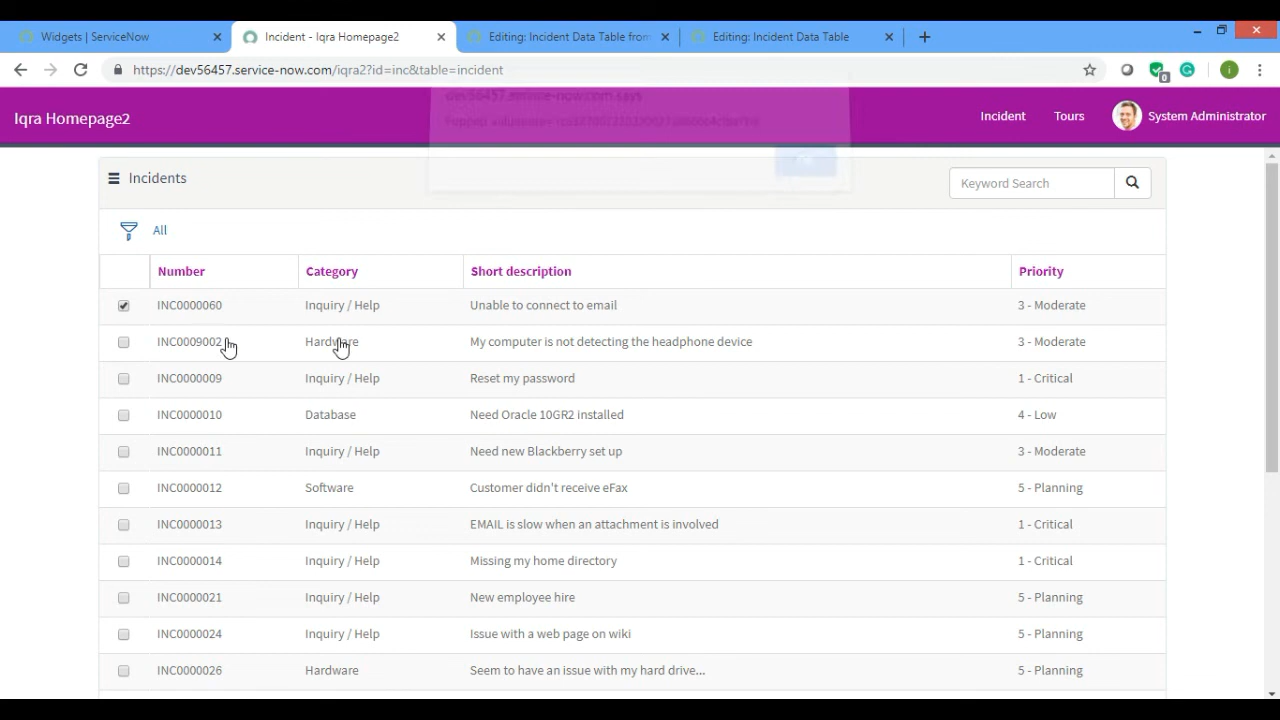 Widgets | ServiceNow
Incident - Iqra Homepage2
Editing: Incident Data Table from
Editing: Incident Data Table
https://dev56457.service-now.com/iqra2?id=inc&table=incident
0
i
dev56457.service-now.com says
Iqra Homepage2
Incident
Tours
System Administrator
Incidents
Keyword Search
All
Number Category Short description Priority
INC0000060 Inquiry / Help Unable to connect to email 3 - Moderate
INC0009002 Hardware My computer is not detecting the headphone device 3 - Moderate
INC0000009 Inquiry / Help Reset my password 1 - Critical
INC0000010 Database Need Oracle 10GR2 installed 4 - Low
INC0000011 Inquiry / Help Need new Blackberry set up 3 - Moderate
INC0000012 Software Customer didn't receive eFax 5 - Planning
INC0000013 Inquiry / Help EMAIL is slow when an attachment is involved 1 - Critical
INC0000014 Inquiry / Help Missing my home directory 1 - Critical
INC0000021 Inquiry / Help New employee hire 5 - Planning
INC0000024 Inquiry / Help Issue with a web page on wiki 5 - Planning
INC0000026 Hardware Seem to have an issue with my hard drive... 5 - Planning